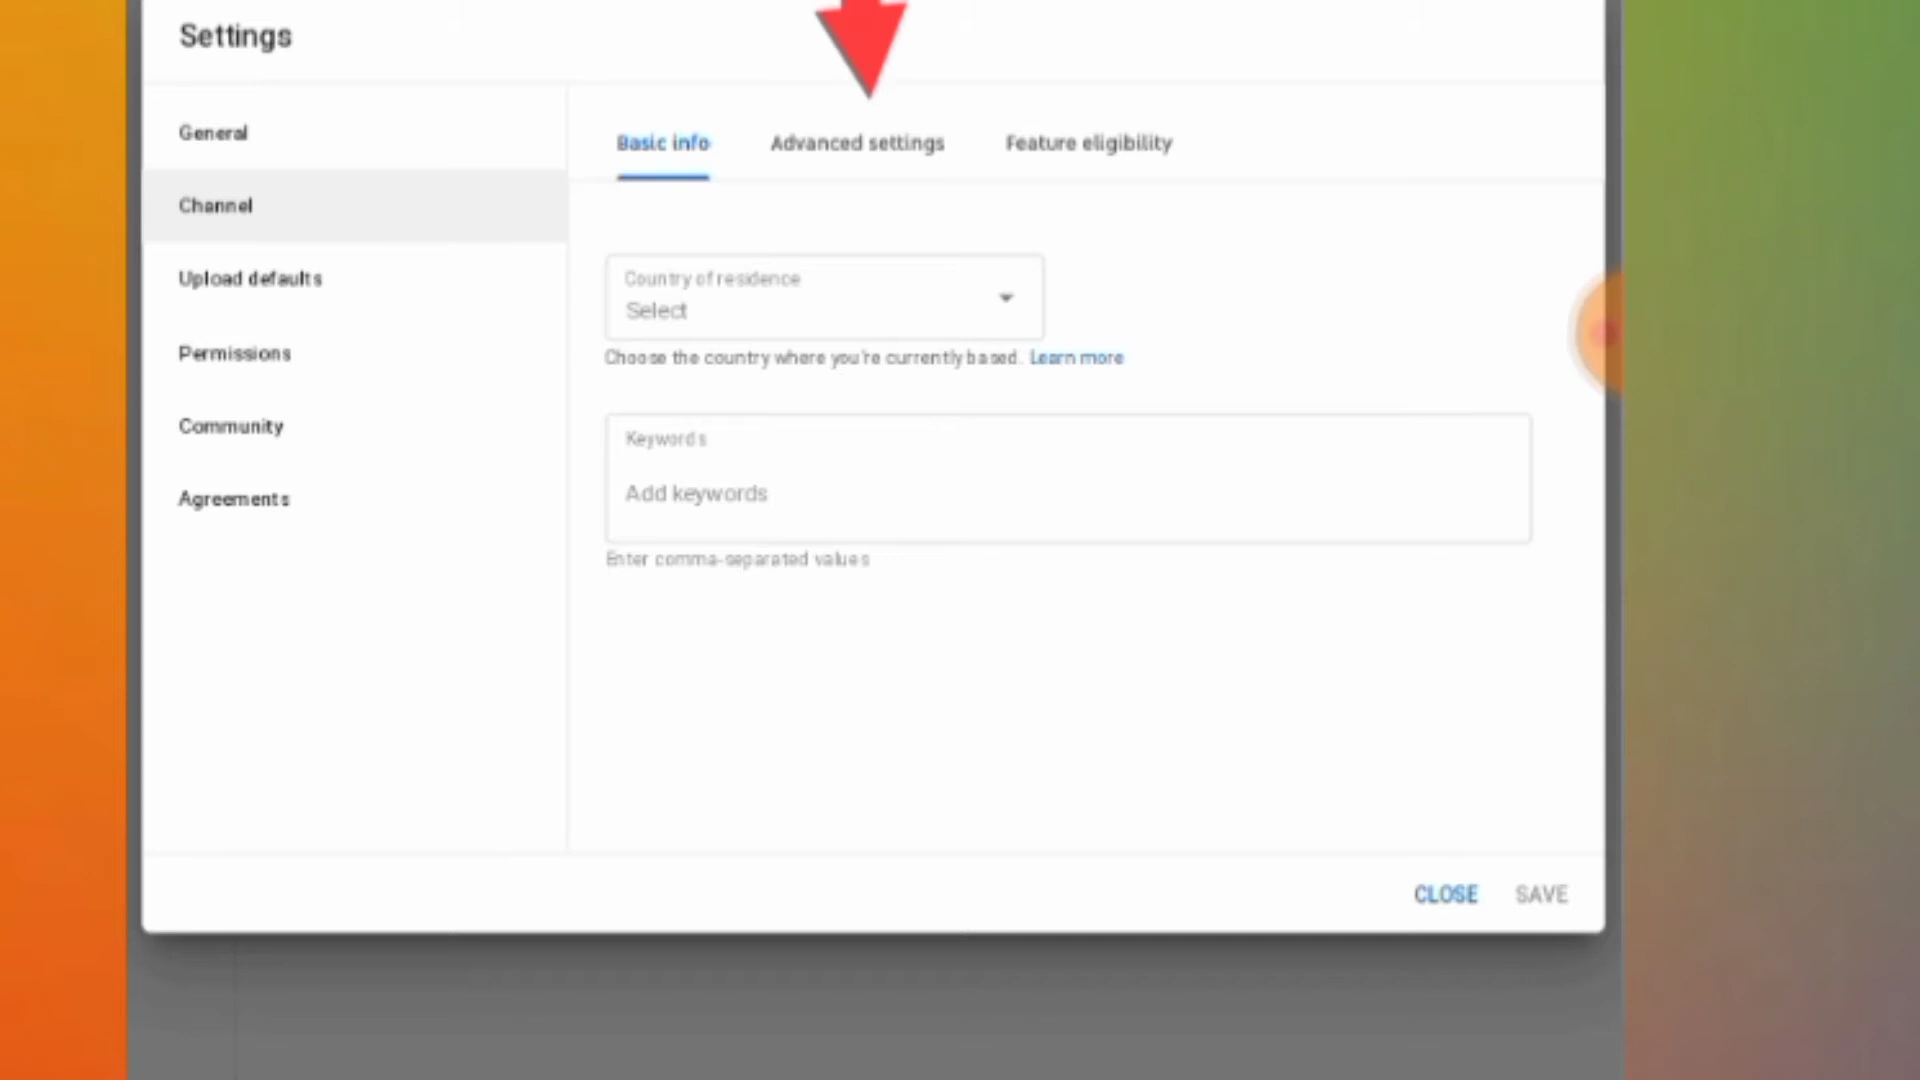 Settings
General
Channel
Upload defaults
Permissions
Community
Agreements
Basic info
Advanced settings
Feature eligibility
Country of residence
Select
Choose the country where you're currently based. Learn more
Keywords
Add keywords
Enter comma-separated values
CLOSE
SAVE